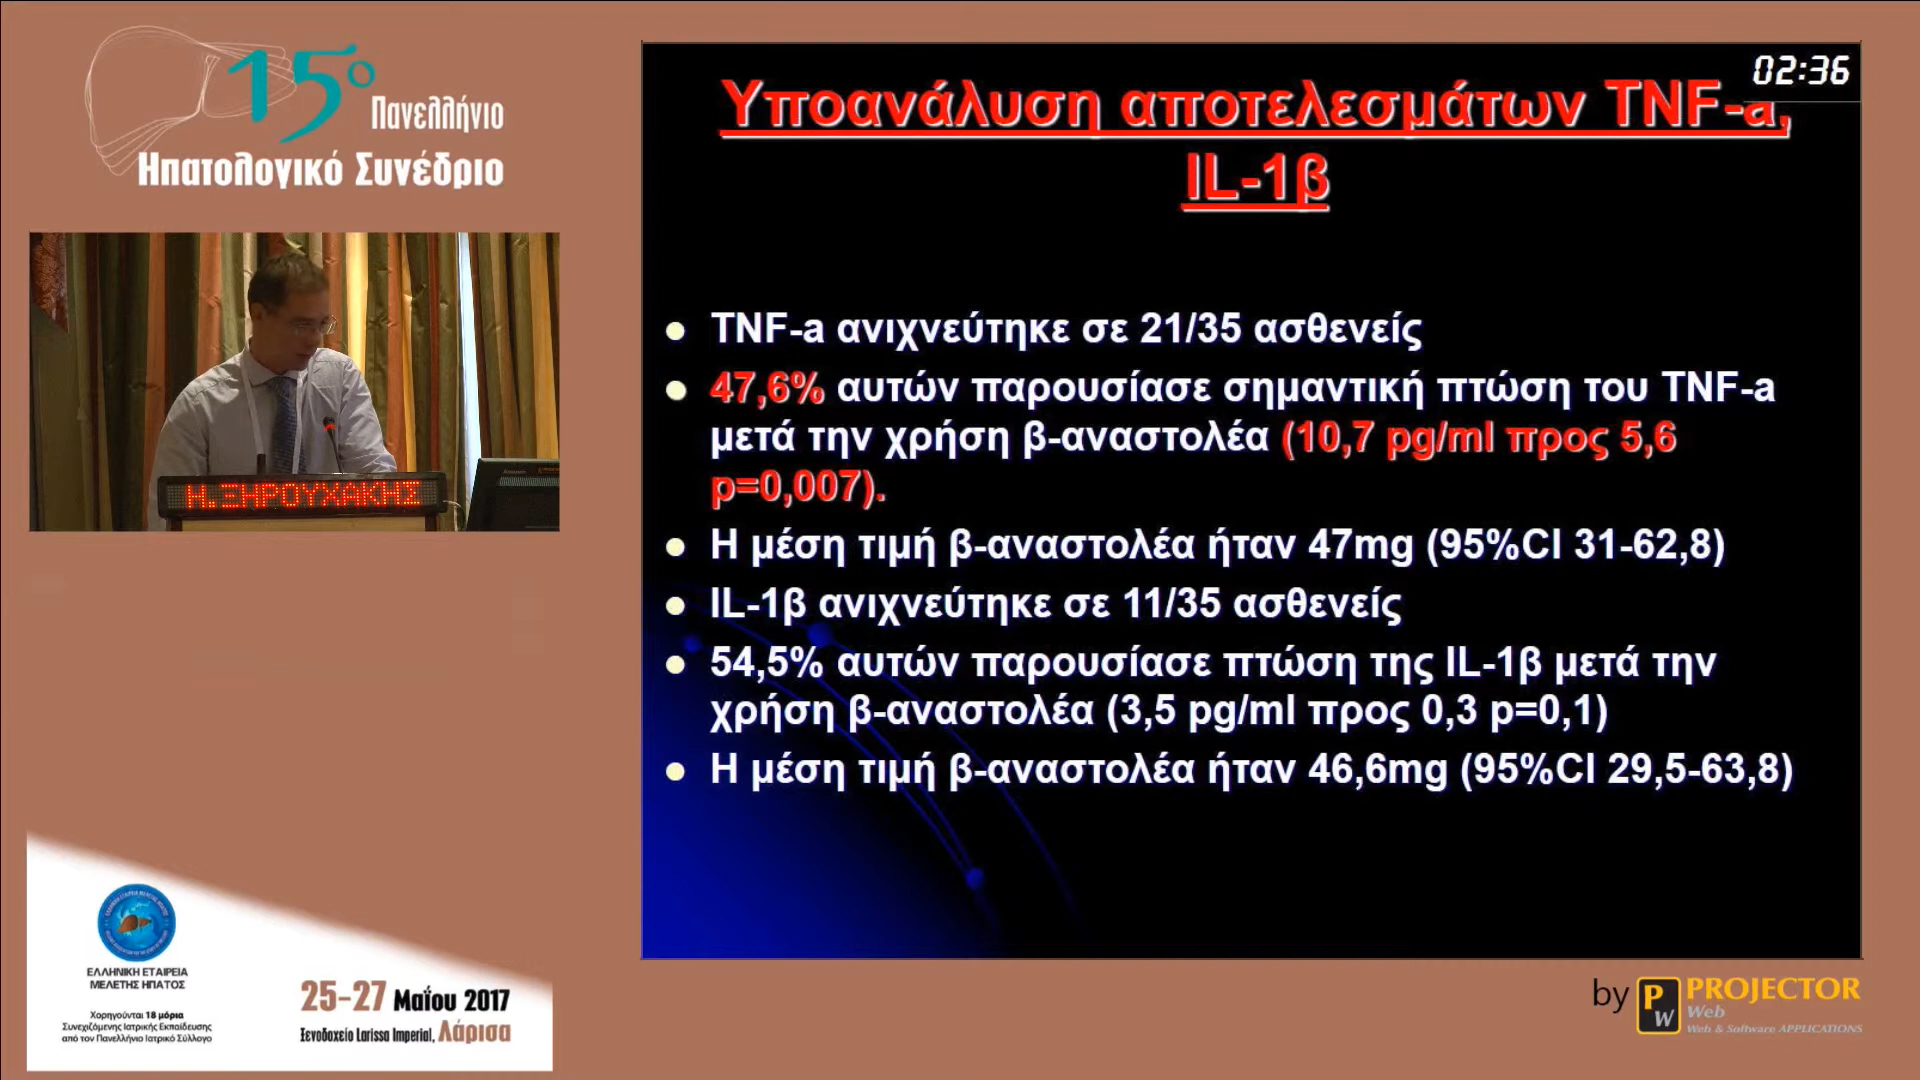 15ο
Πανελλήνιο
Ηπατολογικό Συνέδριο
Η.ΞΗΡΟΥΧΑΚΗΣ
02:36
Υποανάλυση αποτελεσμάτων TNF-a,
IL-1β
TNF-a ανιχνεύτηκε σε 21/35 ασθενείς
47,6% αυτών παρουσίασε σημαντική πτώση του TNF-a
μετά την χρήση β-αναστολέα (10,7 pg/ml προς 5,6
p=0,007).
Η μέση τιμή β-αναστολέα ήταν 47mg (95%CI 31-62,8)
IL-1β ανιχνεύτηκε σε 11/35 ασθενείς
54,5% αυτών παρουσίασε πτώση της IL-1β μετά την
χρήση β-αναστολέα (3,5 pg/ml προς 0,3 p=0,1)
Η μέση τιμή β-αναστολέα ήταν 46,6mg (95%CI 29,5-63,8)
ΕΛΛΗΝΙΚΗ ΕΤΑΙΡΕΙΑ
ΜΕΛΕΤΗΣ ΗΠΑΤΟΣ
Χορηγούνται 18 μόρια
Συνεχιζόμενης Ιατρικής Εκπαίδευσης
από τον Πανελλήνιο Ιατρικό Σύλλογο
25-27 Μαΐου 2017
Ξενοδοχείο Larissa Imperial, Λάρισα
by PW PROJECTOR
Web
Web & Software APPLICATIONS